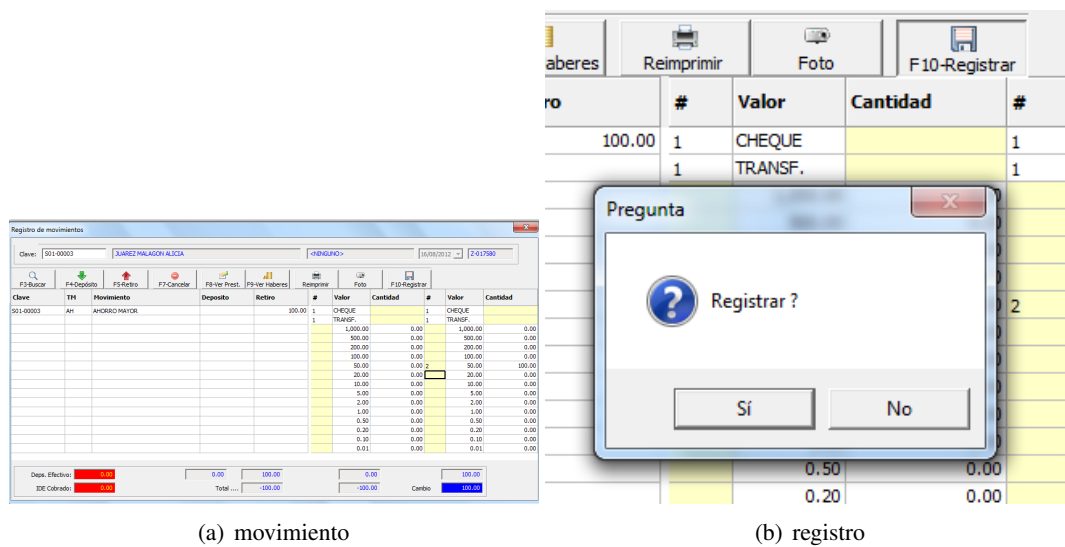 Registro de movimientos
Clave: S01-00003 JUAREZ MALAGON ALICIA <NINGUNO> 16/08/2012 Z-017580
F3-Buscar F4-Depósito F5-Retiro F7-Cancelar F8-Ver Prest. F9-Ver Haberes Reimprimir Foto F10-Registrar
Clave TM Movimiento Deposito Retiro # Valor Cantidad # Valor Cantidad
S01-00003 AH AHORRO MAYOR 100.00 1 CHEQUE 1 CHEQUE
1 TRANSF. 1 TRANSF.
1,000.00 0.00 1,000.00 0.00
500.00 0.00 500.00 0.00
200.00 0.00 200.00 0.00
100.00 0.00 100.00 0.00
50.00 0.00 2 50.00 100.00
20.00 0.00 20.00 0.00
10.00 0.00 10.00 0.00
5.00 0.00 5.00 0.00
2.00 0.00 2.00 0.00
1.00 0.00 1.00 0.00
0.50 0.00 0.50 0.00
0.20 0.00 0.20 0.00
0.10 0.00 0.10 0.00
0.01 0.00 0.01 0.00
Deps. Efectivo: 0.00 0.00 100.00 0.00 100.00
IDE Cobrado: 0.00 Total .... -100.00 -100.00 Cambio 100.00
(a) movimiento
aberes Reimprimir Foto F10-Registrar
ro # Valor Cantidad #
100.00 1 CHEQUE 1
1 TRANSF. 1
Pregunta
Registrar ?
2
Sí No
0.50 0.00
0.20 0.00
(b) registro